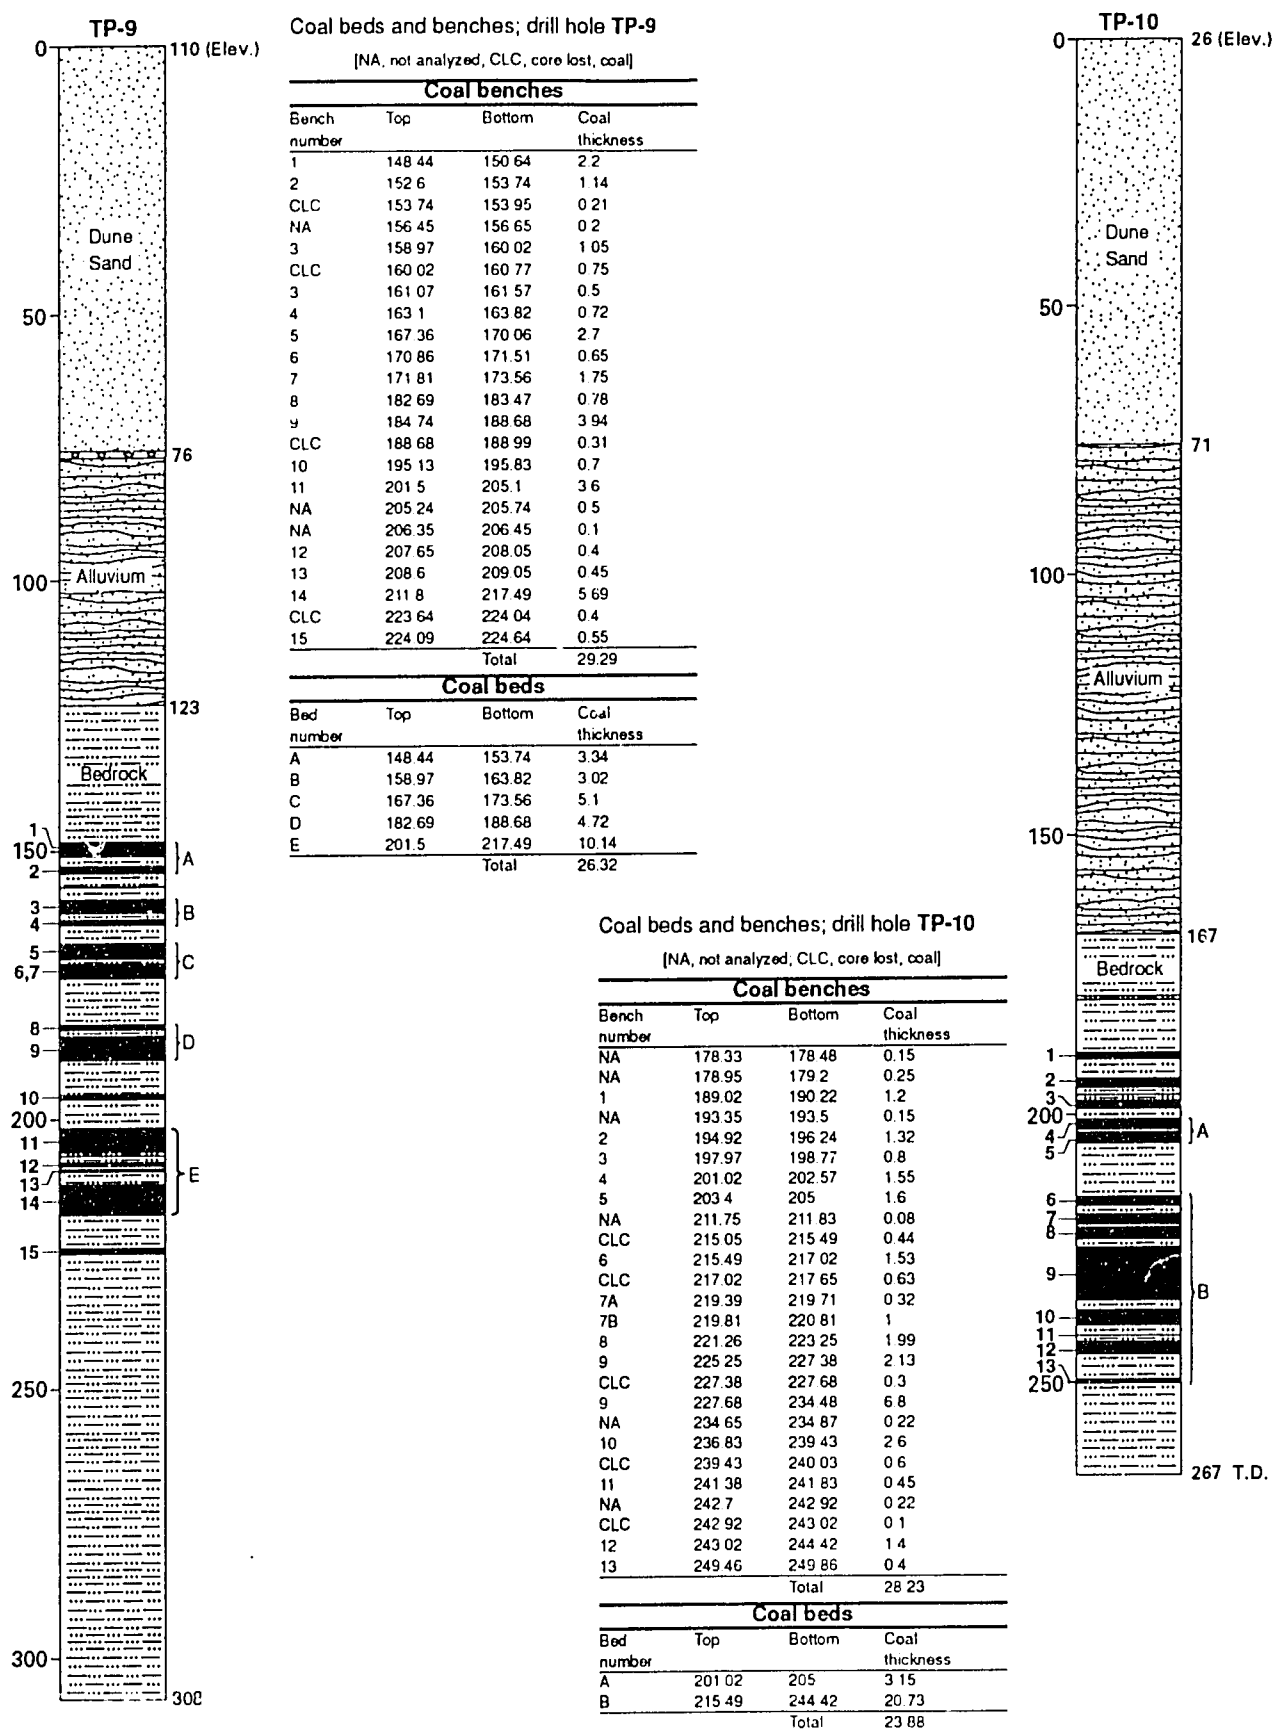 TP-9
0
110 (Elev.)
Dune
Sand
50
76
100
Alluvium
123
Bedrock
1
150
A
2
3
B
4
5
C
6,7
8
D
9
10
200
11
12
E
13
14
15
250
300
Coal beds and benches; drill hole TP-9
[NA, not analyzed, CLC, core lost, coal]
Coal benches
Bench Top Bottom Coal
number thickness
1 148 44 150 64 2.2
2 152 6 153 74 1 14
CLC 153 74 153 95 0 21
NA 156 45 156 65 0 2
3 158 97 160 02 1 05
CLC 160 02 160 77 0 75
3 161 07 161 57 0.5
4 163 1 163 82 0.72
5 167 36 170 06 2.7
6 170 86 171.51 0.65
7 171 81 173 56 1.75
8 182 69 183 47 0.78
9 184 74 188 68 3 94
CLC 188 68 188 99 0.31
10 195 13 195 83 0.7
11 201 5 205.1 3 6
NA 205 24 205 74 0 5
NA 206.35 206 45 0.1
12 207 65 208 05 0 4
13 208 6 209 05 0 45
14 211 8 217 49 5 69
CLC 223 64 224 04 0.4
15 224 09 224 64 0.55
Total 29.29
Coal beds
Bed Top Bottom Coal
number thickness
A 148.44 153.74 3.34
B 158.97 163.82 3 02
C 167.36 173 56 5.1
D 182.69 188.68 4.72
E 201.5 217.49 10.14
Total 26.32
Coal beds and benches; drill hole TP-10
[NA, not analyzed; CLC, core lost, coal]
Coal benches
Bench Top Bottom Coal
number thickness
NA 178.33 178 48 0.15
NA 178.95 179 2 0.25
1 189 02 190 22 1.2
NA 193.35 193.5 0.15
2 194 92 196 24 1.32
3 197.97 198.77 0.8
4 201 02 202 57 1.55
5 203 4 205 1.6
NA 211.75 211.83 0.08
CLC 215 05 215 49 0.44
6 215.49 217 02 1.53
CLC 217.02 217 65 0.63
7A 219.39 219 71 0 32
7B 219.81 220 81 1
8 221.26 223 25 1.99
9 225 25 227 38 2.13
CLC 227.38 227 68 0.3
9 227.68 234 48 6 8
NA 234 65 234 87 0 22
10 236 83 239 43 2 6
CLC 239 43 240 03 0 6
11 241 38 241 83 0 45
NA 242.7 242 92 0 22
CLC 242 92 243 02 0 1
12 243 02 244 42 1 4
13 249 46 249 86 0 4
Total 28 23
Coal beds
Bed Top Bottom Coal
number thickness
A 201 02 205 3 15
B 215 49 244 42 20.73
Total 23 88
TP-10
0
26 (Elev.)
Dune
Sand
50
71
100
Alluvium
150
167
Bedrock
1
2
3
200
4
A
5
6
7
8
9
B
10
11
12
13
250
267 T.D.